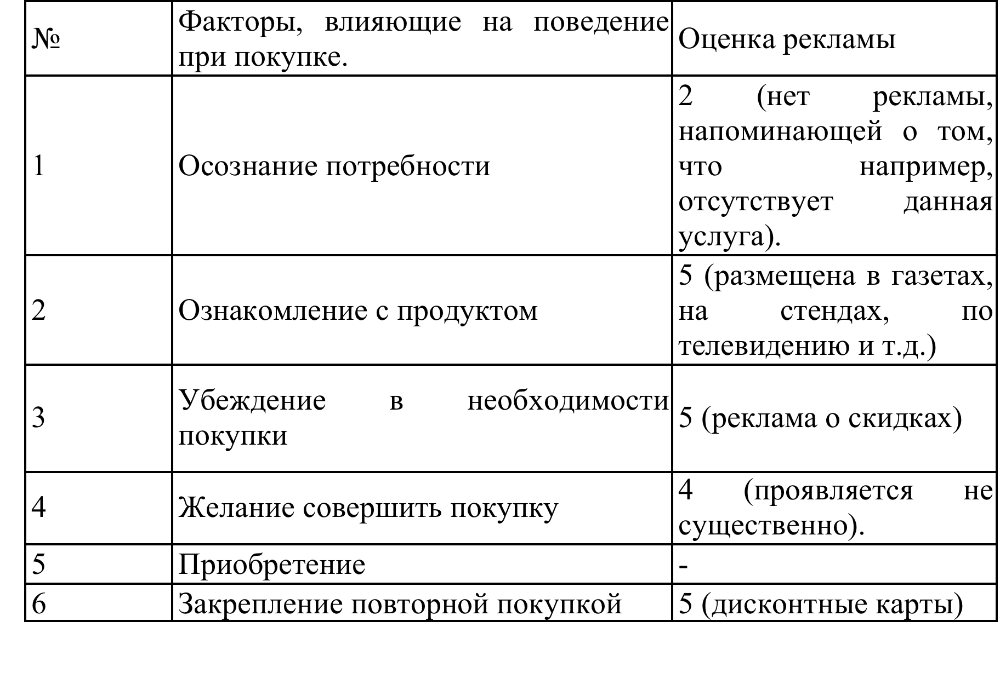 №
Факторы, влияющие на поведение
при покупке.
Оценка рекламы
1
Осознание потребности
2 (нет рекламы,
напоминающей о том,
что например,
отсутствует данная
услуга).
2
Ознакомление с продуктом
5 (размещена в газетах,
на стендах, по
телевидению и т.д.)
3
Убеждение в необходимости
покупки
5 (реклама о скидках)
4
Желание совершить покупку
4 (проявляется не
существенно).
5
Приобретение
-
6
Закрепление повторной покупкой
5 (дисконтные карты)